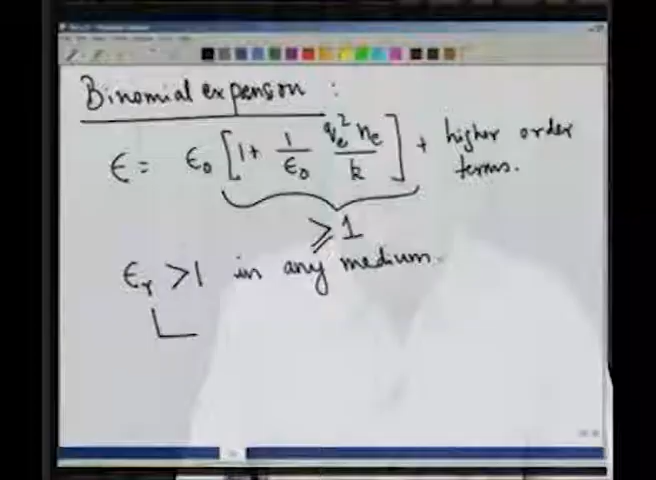 Binomial expansion :
ϵ = ϵ₀ [1 + 1/ϵ₀ qₑ² nₑ/k] + higher order terms.
≥ 1
ϵᵣ > 1 in any medium.